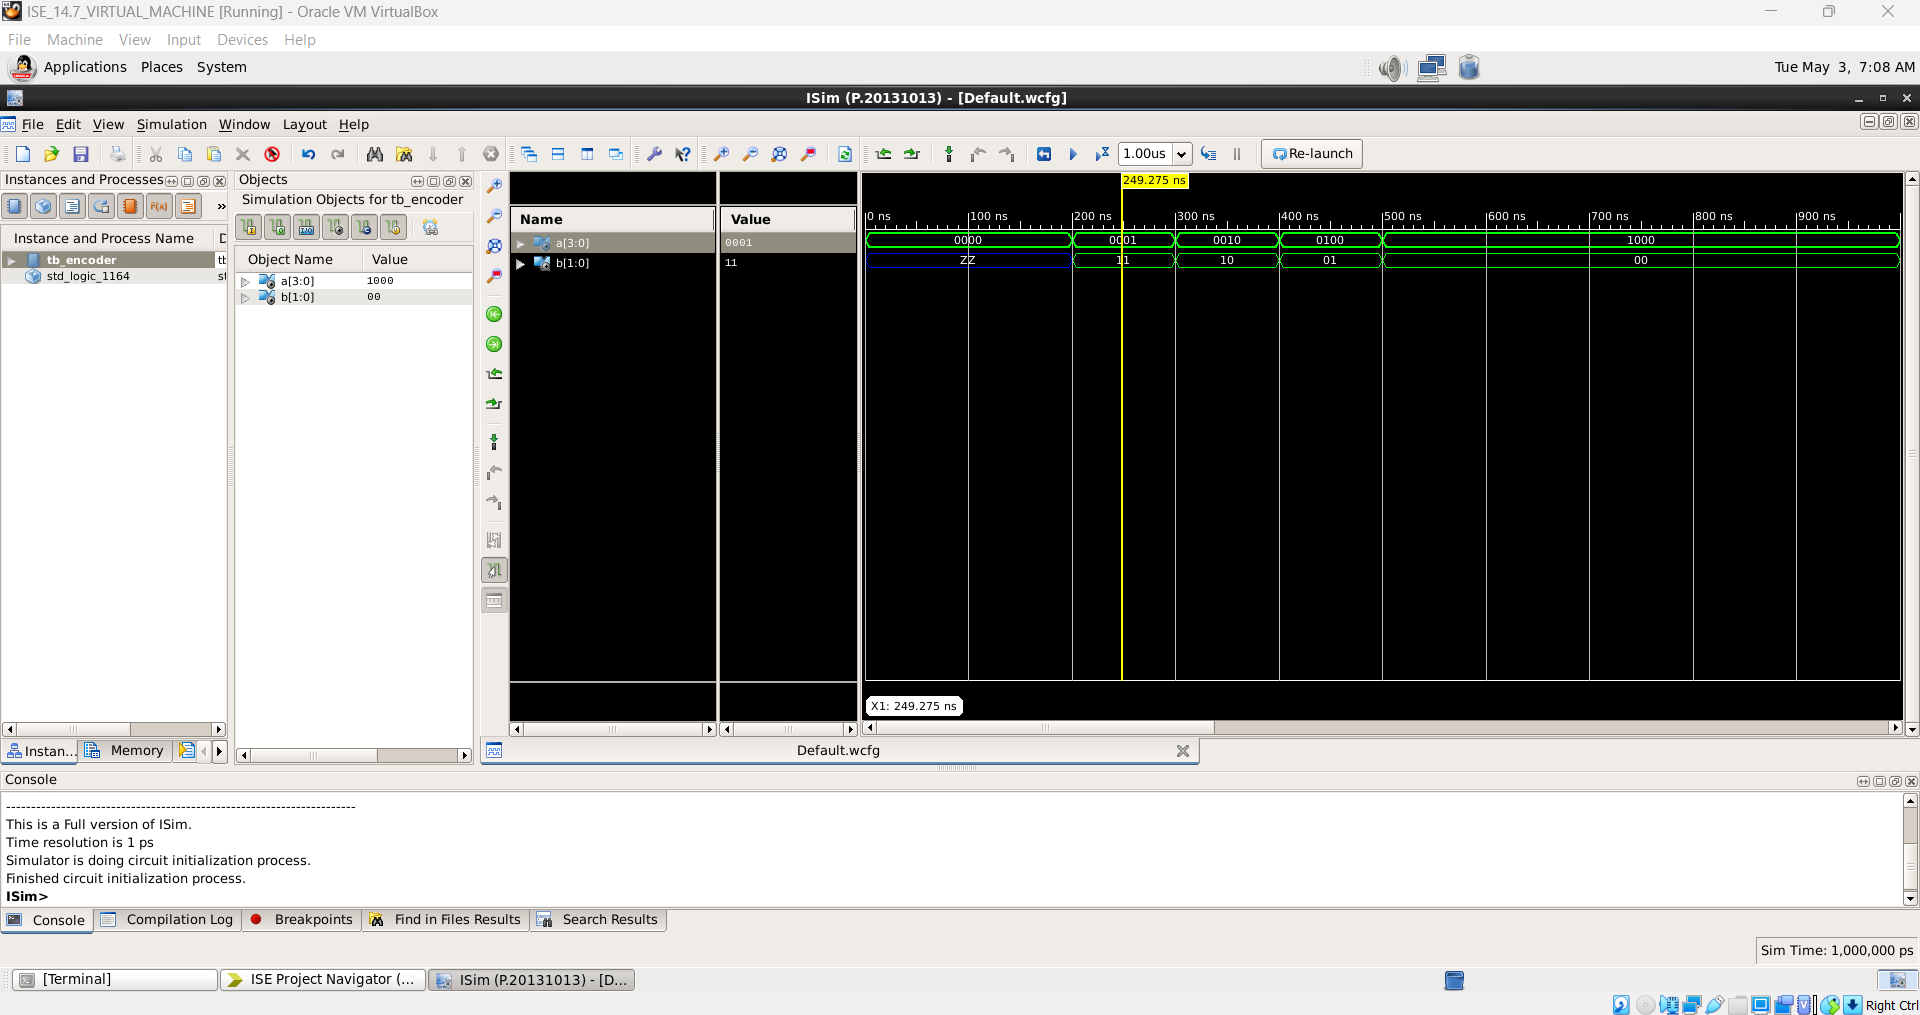 ISE_14.7_VIRTUAL_MACHINE [Running] - Oracle VM VirtualBox
File Machine View Input Devices Help
Applications Places System
Tue May 3, 7:08 AM
ISim (P.20131013) - [Default.wcfg]
File Edit View Simulation Window Layout Help
1.00us
Re-launch
Instances and Processes
Instance and Process Name
tb_encoder
std_logic_1164
Instan...
Memory
Objects
Simulation Objects for tb_encoder
Object Name Value
a[3:0] 1000
b[1:0] 00
Name Value
a[3:0] 0001
b[1:0] 11
249.275 ns
0 ns 100 ns 200 ns 300 ns 400 ns 500 ns 600 ns 700 ns 800 ns 900 ns
0000 0001 0010 0100 1000
ZZ 11 10 01 00
X1: 249.275 ns
Default.wcfg
Console
------------------------------------------------------------------------
This is a Full version of ISim.
Time resolution is 1 ps
Simulator is doing circuit initialization process.
Finished circuit initialization process.
ISim>
Console Compilation Log Breakpoints Find in Files Results Search Results
Sim Time: 1,000,000 ps
[Terminal] ISE Project Navigator (... ISim (P.20131013) - [D...
Right Ctrl